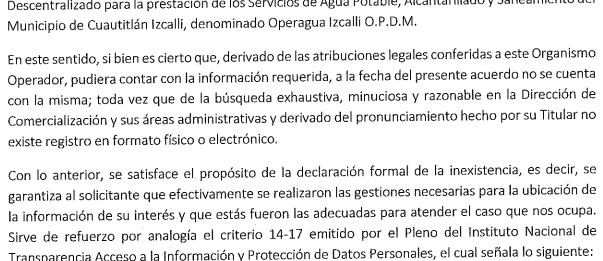 Descentralizado para la prestación de los Servicios de Agua Potable, Alcantarillado y Saneamiento del
Municipio de Cuautitlán Izcalli, denominado Operagua Izcalli O.P.D.M.
En este sentido, si bien es cierto que, derivado de las atribuciones legales conferidas a este Organismo
Operador, pudiera contar con la información requerida, a la fecha del presente acuerdo no se cuenta
con la misma; toda vez que de la búsqueda exhaustiva, minuciosa y razonable en la Dirección de
Comercialización y sus áreas administrativas y derivado del pronunciamiento hecho por su Titular no
existe registro en formato físico o electrónico.
Con lo anterior, se satisface el propósito de la declaración formal de la inexistencia, es decir, se
garantiza al solicitante que efectivamente se realizaron las gestiones necesarias para la ubicación de
la información de su interés y que estás fueron las adecuadas para atender el caso que nos ocupa.
Sirve de refuerzo por analogía el criterio 14-17 emitido por el Pleno del Instituto Nacional de
Transparencia Acceso a la Información y Protección de Datos Personales, el cual señala lo siguiente: